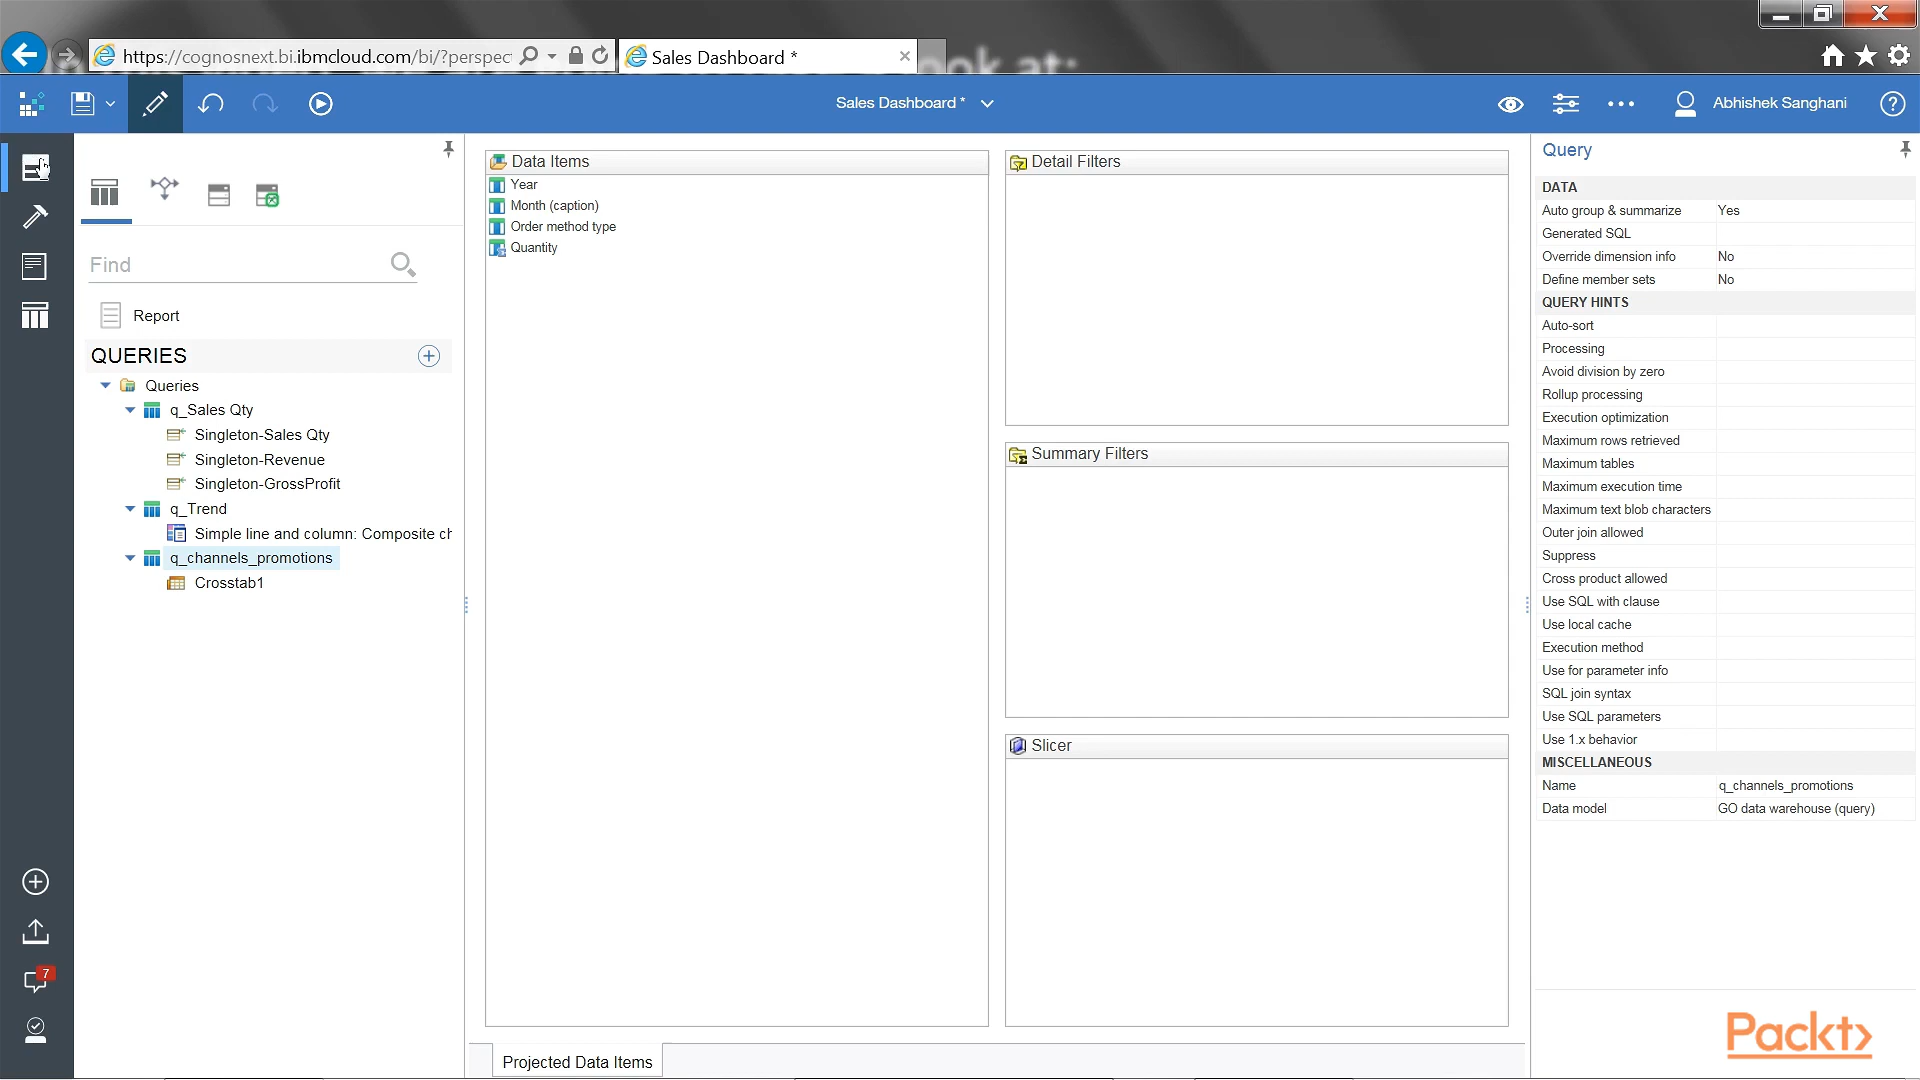 ook at:
https://cognosnext.bi.ibmcloud.com/bi/?perspec
Sales Dashboard *
Sales Dashboard *
Abhishek Sanghani
?
Find
Report
QUERIES
Queries
q_Sales Qty
Singleton-Sales Qty
Singleton-Revenue
Singleton-GrossProfit
q_Trend
Simple line and column: Composite ch
q_channels_promotions
Crosstab1
7
Data Items
Year
Month (caption)
Order method type
Quantity
Detail Filters
Summary Filters
Slicer
Projected Data Items
Query
DATA
Auto group & summarize Yes
Generated SQL
Override dimension info No
Define member sets No
QUERY HINTS
Auto-sort
Processing
Avoid division by zero
Rollup processing
Execution optimization
Maximum rows retrieved
Maximum tables
Maximum execution time
Maximum text blob characters
Outer join allowed
Suppress
Cross product allowed
Use SQL with clause
Use local cache
Execution method
Use for parameter info
SQL join syntax
Use SQL parameters
Use 1.x behavior
MISCELLANEOUS
Name q_channels_promotions
Data model GO data warehouse (query)
Packt>